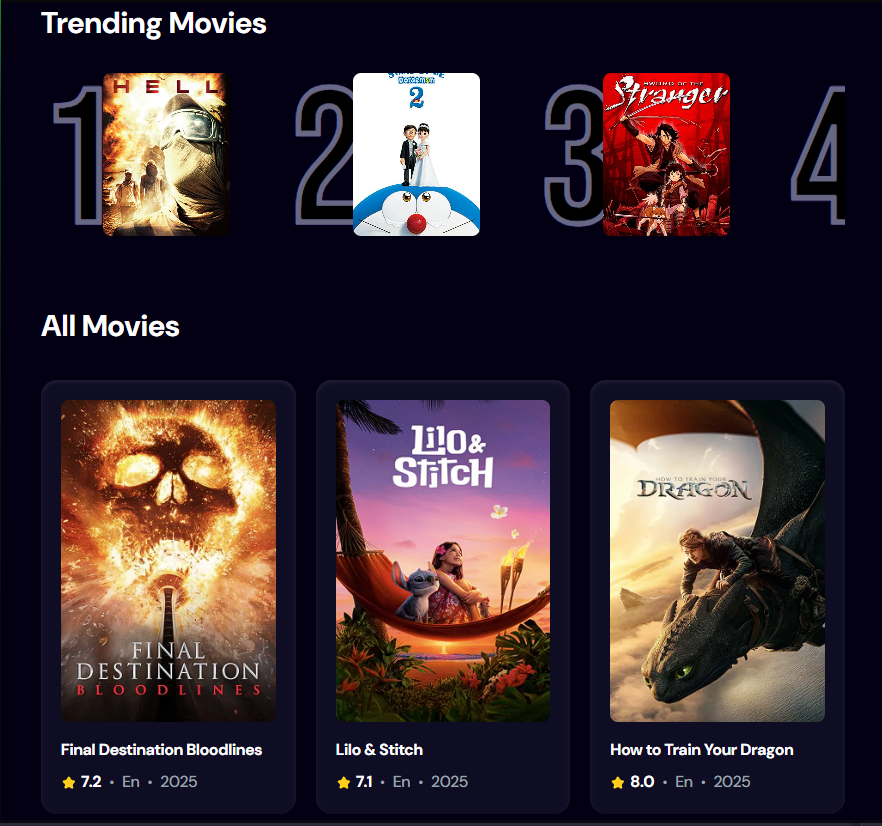 Trending Movies
1
HELL
Doraemon
2
2
3
SWORD OF THE
Stranger
4
All Movies
FINAL
DESTINATION
BLOODLINES
Lilo &
Stitch
HOW TO TRAIN YOUR
DRAGON
Final Destination Bloodlines
7.2 • En • 2025
Lilo & Stitch
7.1 • En • 2025
How to Train Your Dragon
8.0 • En • 2025